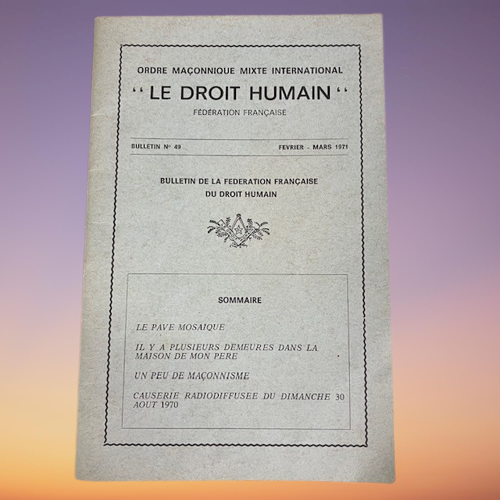 ORDRE MAÇONNIQUE MIXTE INTERNATIONAL
" LE DROIT HUMAIN "
FÉDÉRATION FRANÇAISE
BULLETIN N° 49 FEVRIER - MARS 1971
BULLETIN DE LA FEDERATION FRANÇAISE
DU DROIT HUMAIN
SOMMAIRE
LE PAVE MOSAIQUE
IL Y A PLUSIEURS DEMEURES DANS LA
MAISON DE MON PERE
UN PEU DE MAÇONNISME
CAUSERIE RADIODIFFUSEE DU DIMANCHE 30
AOUT 1970